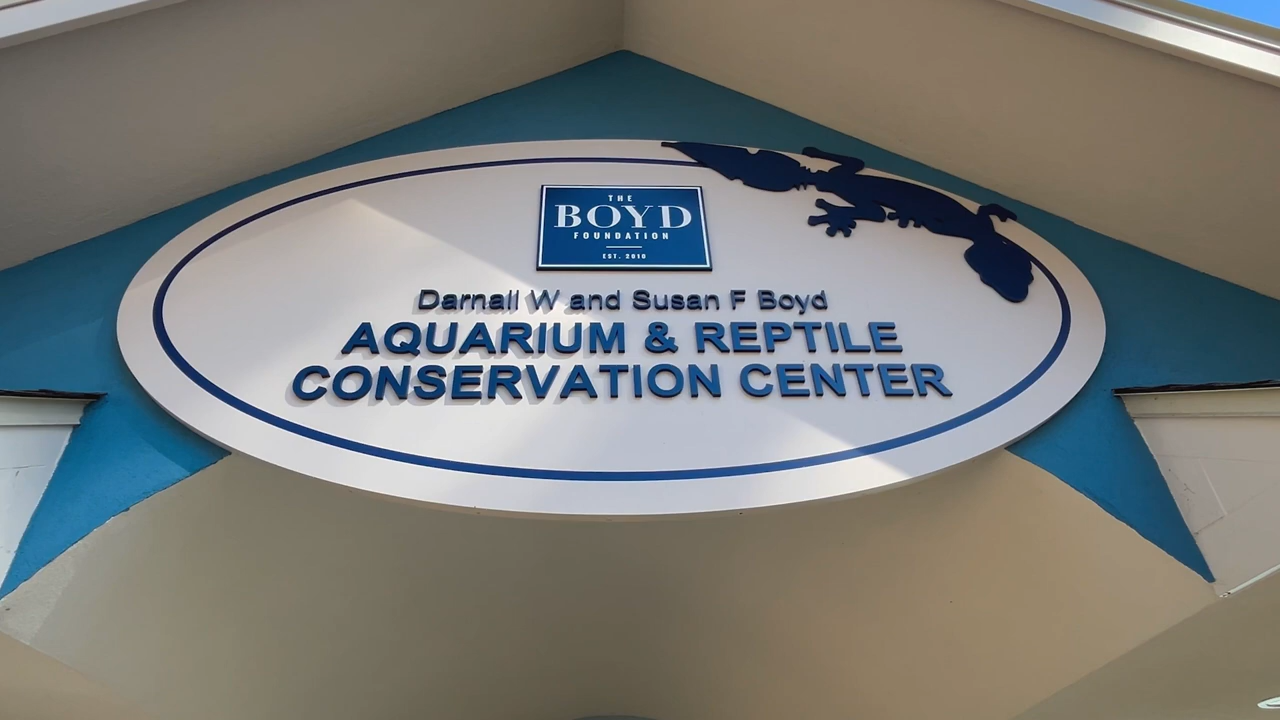 THE
BOYD
FOUNDATION
EST. 2010
Darnall W and Susan F Boyd
AQUARIUM & REPTILE
CONSERVATION CENTER